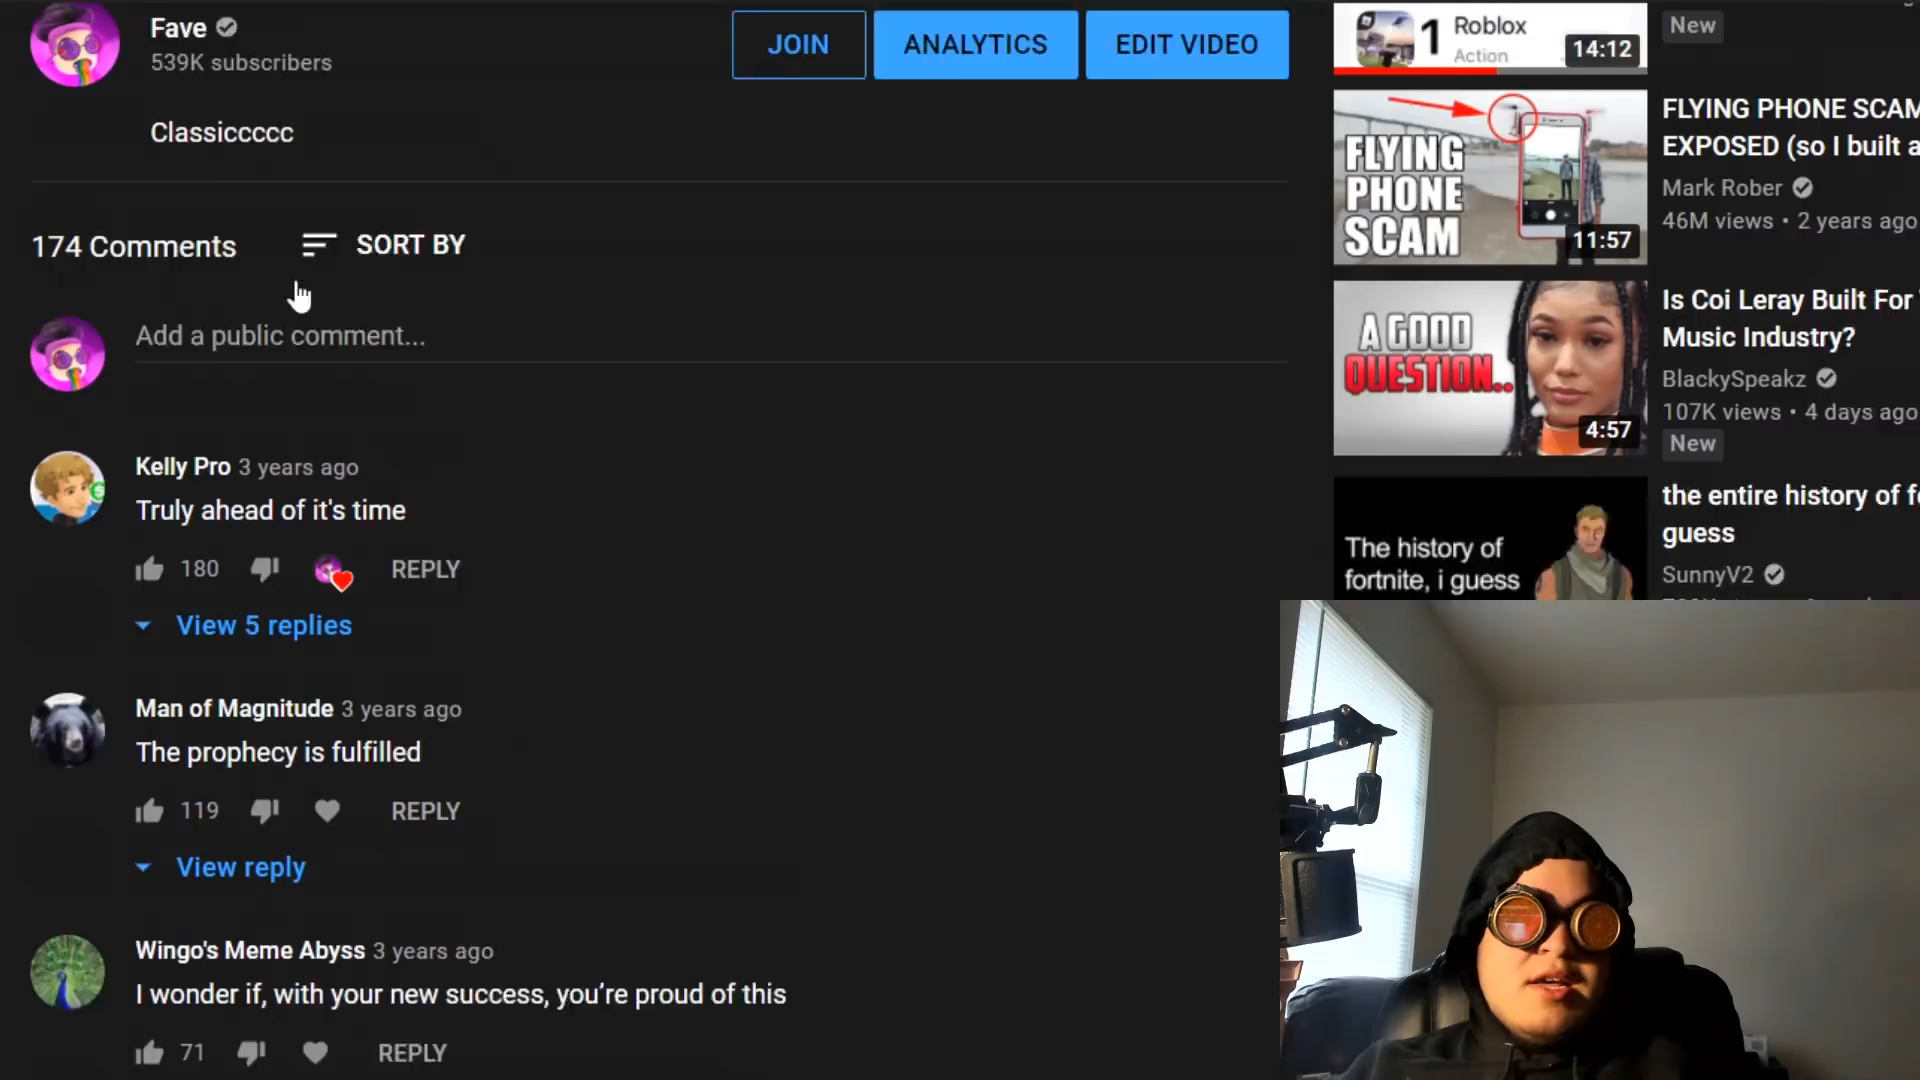 Fave
539K subscribers
JOIN
ANALYTICS
EDIT VIDEO
Classiccccc
174 Comments
SORT BY
Add a public comment...
Kelly Pro 3 years ago
Truly ahead of it's time
180
REPLY
View 5 replies
Man of Magnitude 3 years ago
The prophecy is fulfilled
119
REPLY
View reply
Wingo's Meme Abyss 3 years ago
I wonder if, with your new success, you're proud of this
71
REPLY
1 Roblox
Action
14:12
New
FLYING
PHONE
SCAM
11:57
FLYING PHONE SCAM
EXPOSED (so I built a
Mark Rober
46M views • 2 years ago
A GOOD
QUESTION..
4:57
Is Coi Leray Built For
Music Industry?
BlackySpeakz
107K views • 4 days ago
New
The history of
fortnite, i guess
the entire history of
guess
SunnyV2